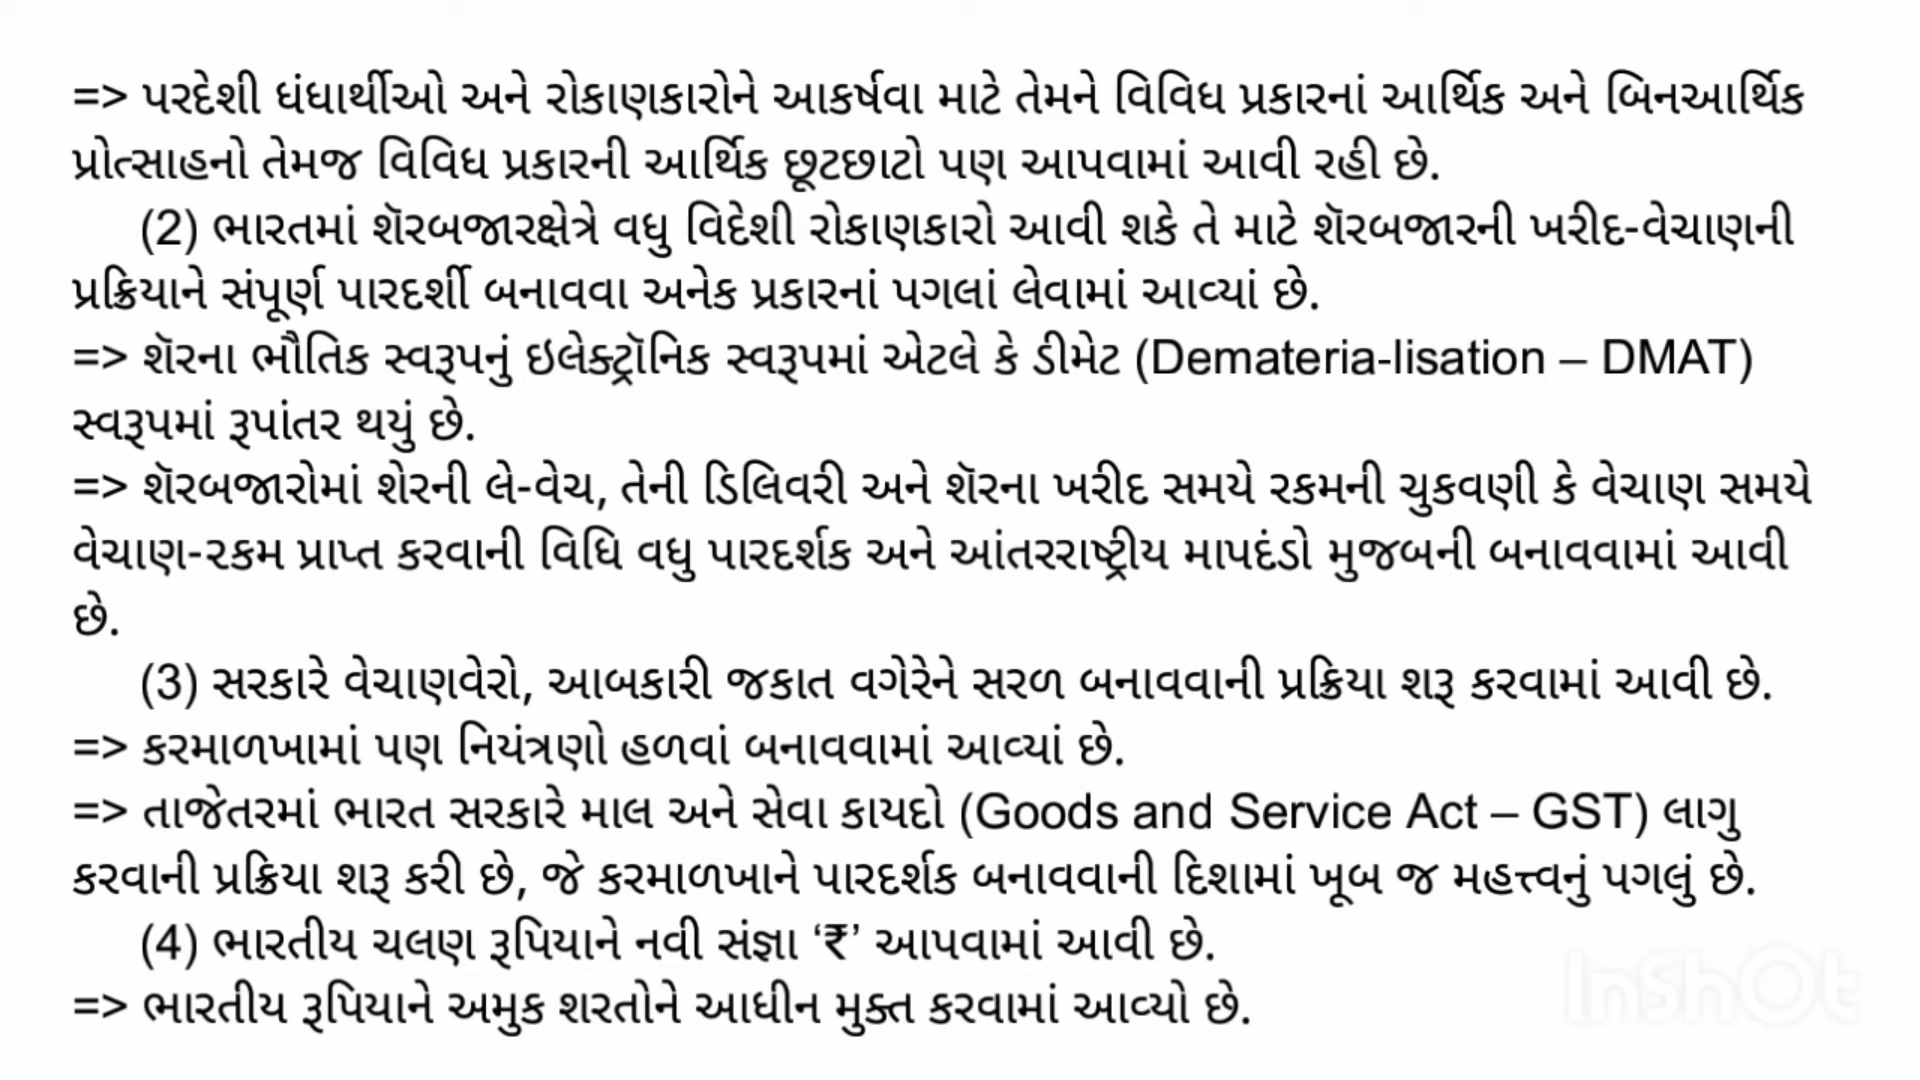 => પરદેશી ધંધાર્થીઓ અને રોકાણકારોને આકર્ષવા માટે તેમને વિવિધ પ્રકારનાં આર્થિક અને બિનઆર્થિક
પ્રોત્સાહનો તેમજ વિવિધ પ્રકારની આર્થિક છૂટછાટો પણ આપવામાં આવી રહી છે.
(2) ભારતમાં શૅરબજારક્ષેત્રે વધુ વિદેશી રોકાણકારો આવી શકે તે માટે શૅરબજારની ખરીદ-વેચાણની
પ્રક્રિયાને સંપૂર્ણ પારદર્શી બનાવવા અનેક પ્રકારનાં પગલાં લેવામાં આવ્યાં છે.
=> શૅરના ભૌતિક સ્વરૂપનું ઇલેક્ટ્રૉનિક સ્વરૂપમાં એટલે કે ડીમેટ (Demateria-lisation – DMAT)
સ્વરૂપમાં રૂપાંતર થયું છે.
=> શૅરબજારોમાં શેરની લે-વેચ, તેની ડિલિવરી અને શૅરના ખરીદ સમયે રકમની ચુકવણી કે વેચાણ સમયે
વેચાણ-રકમ પ્રાપ્ત કરવાની વિધિ વધુ પારદર્શક અને આંતરરાષ્ટ્રીય માપદંડો મુજબની બનાવવામાં આવી
છે.
(3) સરકારે વેચાણવેરો, આબકારી જકાત વગેરેને સરળ બનાવવાની પ્રક્રિયા શરૂ કરવામાં આવી છે.
=> કરમાળખામાં પણ નિયંત્રણો હળવાં બનાવવામાં આવ્યાં છે.
=> તાજેતરમાં ભારત સરકારે માલ અને સેવા કાયદો (Goods and Service Act – GST) લાગુ
કરવાની પ્રક્રિયા શરૂ કરી છે, જે કરમાળખાને પારદર્શક બનાવવાની દિશામાં ખૂબ જ મહત્ત્વનું પગલું છે.
(4) ભારતીય ચલણ રૂપિયાને નવી સંજ્ઞા ‘₹’ આપવામાં આવી છે.
=> ભારતીય રૂપિયાને અમુક શરતોને આધીન મુક્ત કરવામાં આવ્યો છે.
InShOt